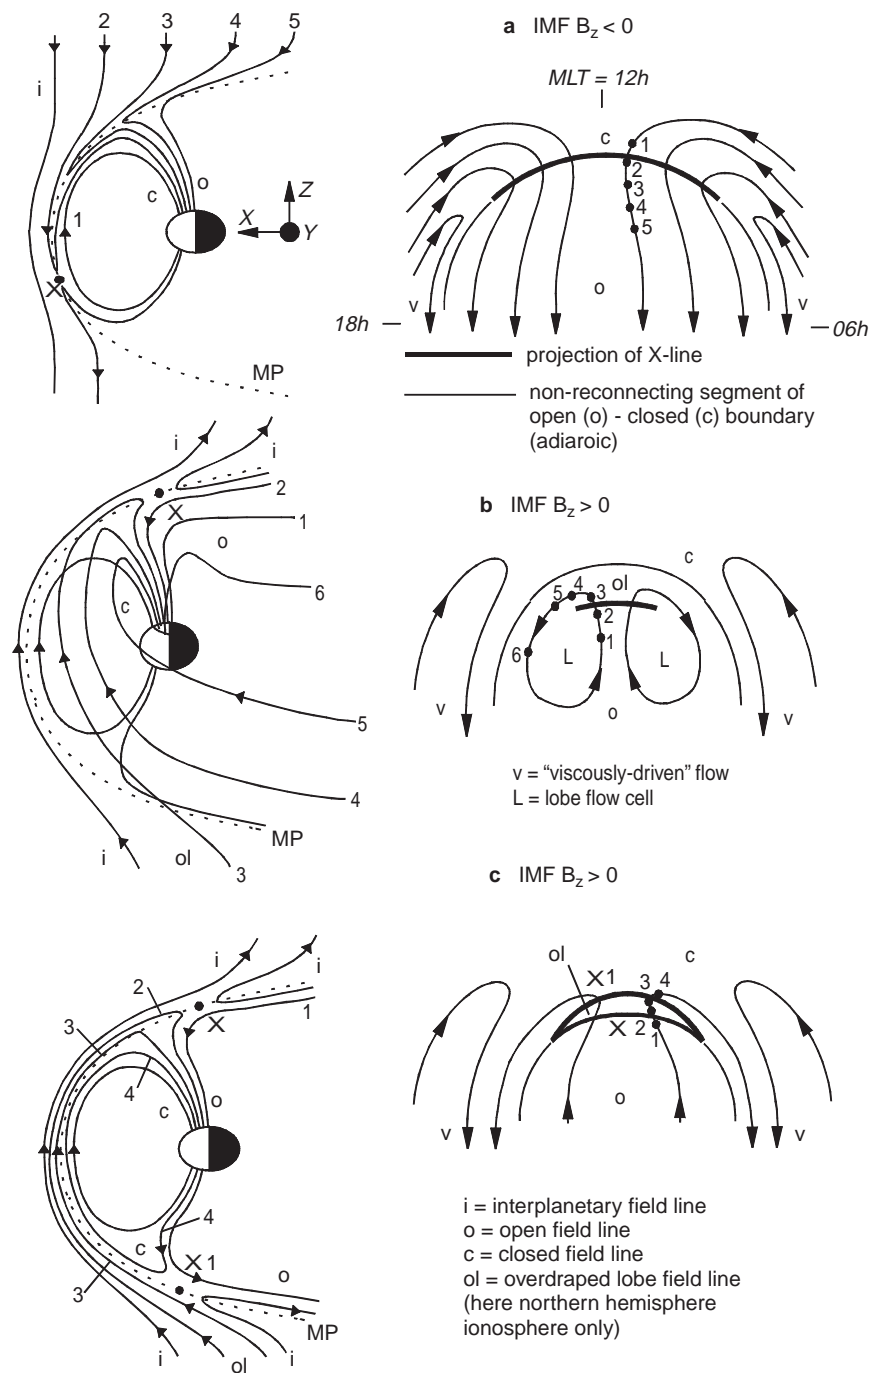 2 3 4 5
i
c o
1
Z
X
Y
X
MP
a IMF Bz < 0
MLT = 12h
c
1
2
3
4
5
o
v v
18h 06h
projection of X-line
non-reconnecting segment of
open (o) - closed (c) boundary
(adiaroic)
i i
2
X
1
o
6
c
5
4
MP
i ol
3
b IMF Bz > 0
c
ol
5 4 3
2
6 L L 1
v o v
v = “viscously-driven” flow
L = lobe flow cell
i i
2
1
X
3
4
c o
4
c X1
3 o
MP
i ol i
c IMF Bz > 0
ol X1 c
3 4
X 2 1
o
v v
i = interplanetary field line
o = open field line
c = closed field line
ol = overdraped lobe field line
(here northern hemisphere
ionosphere only)